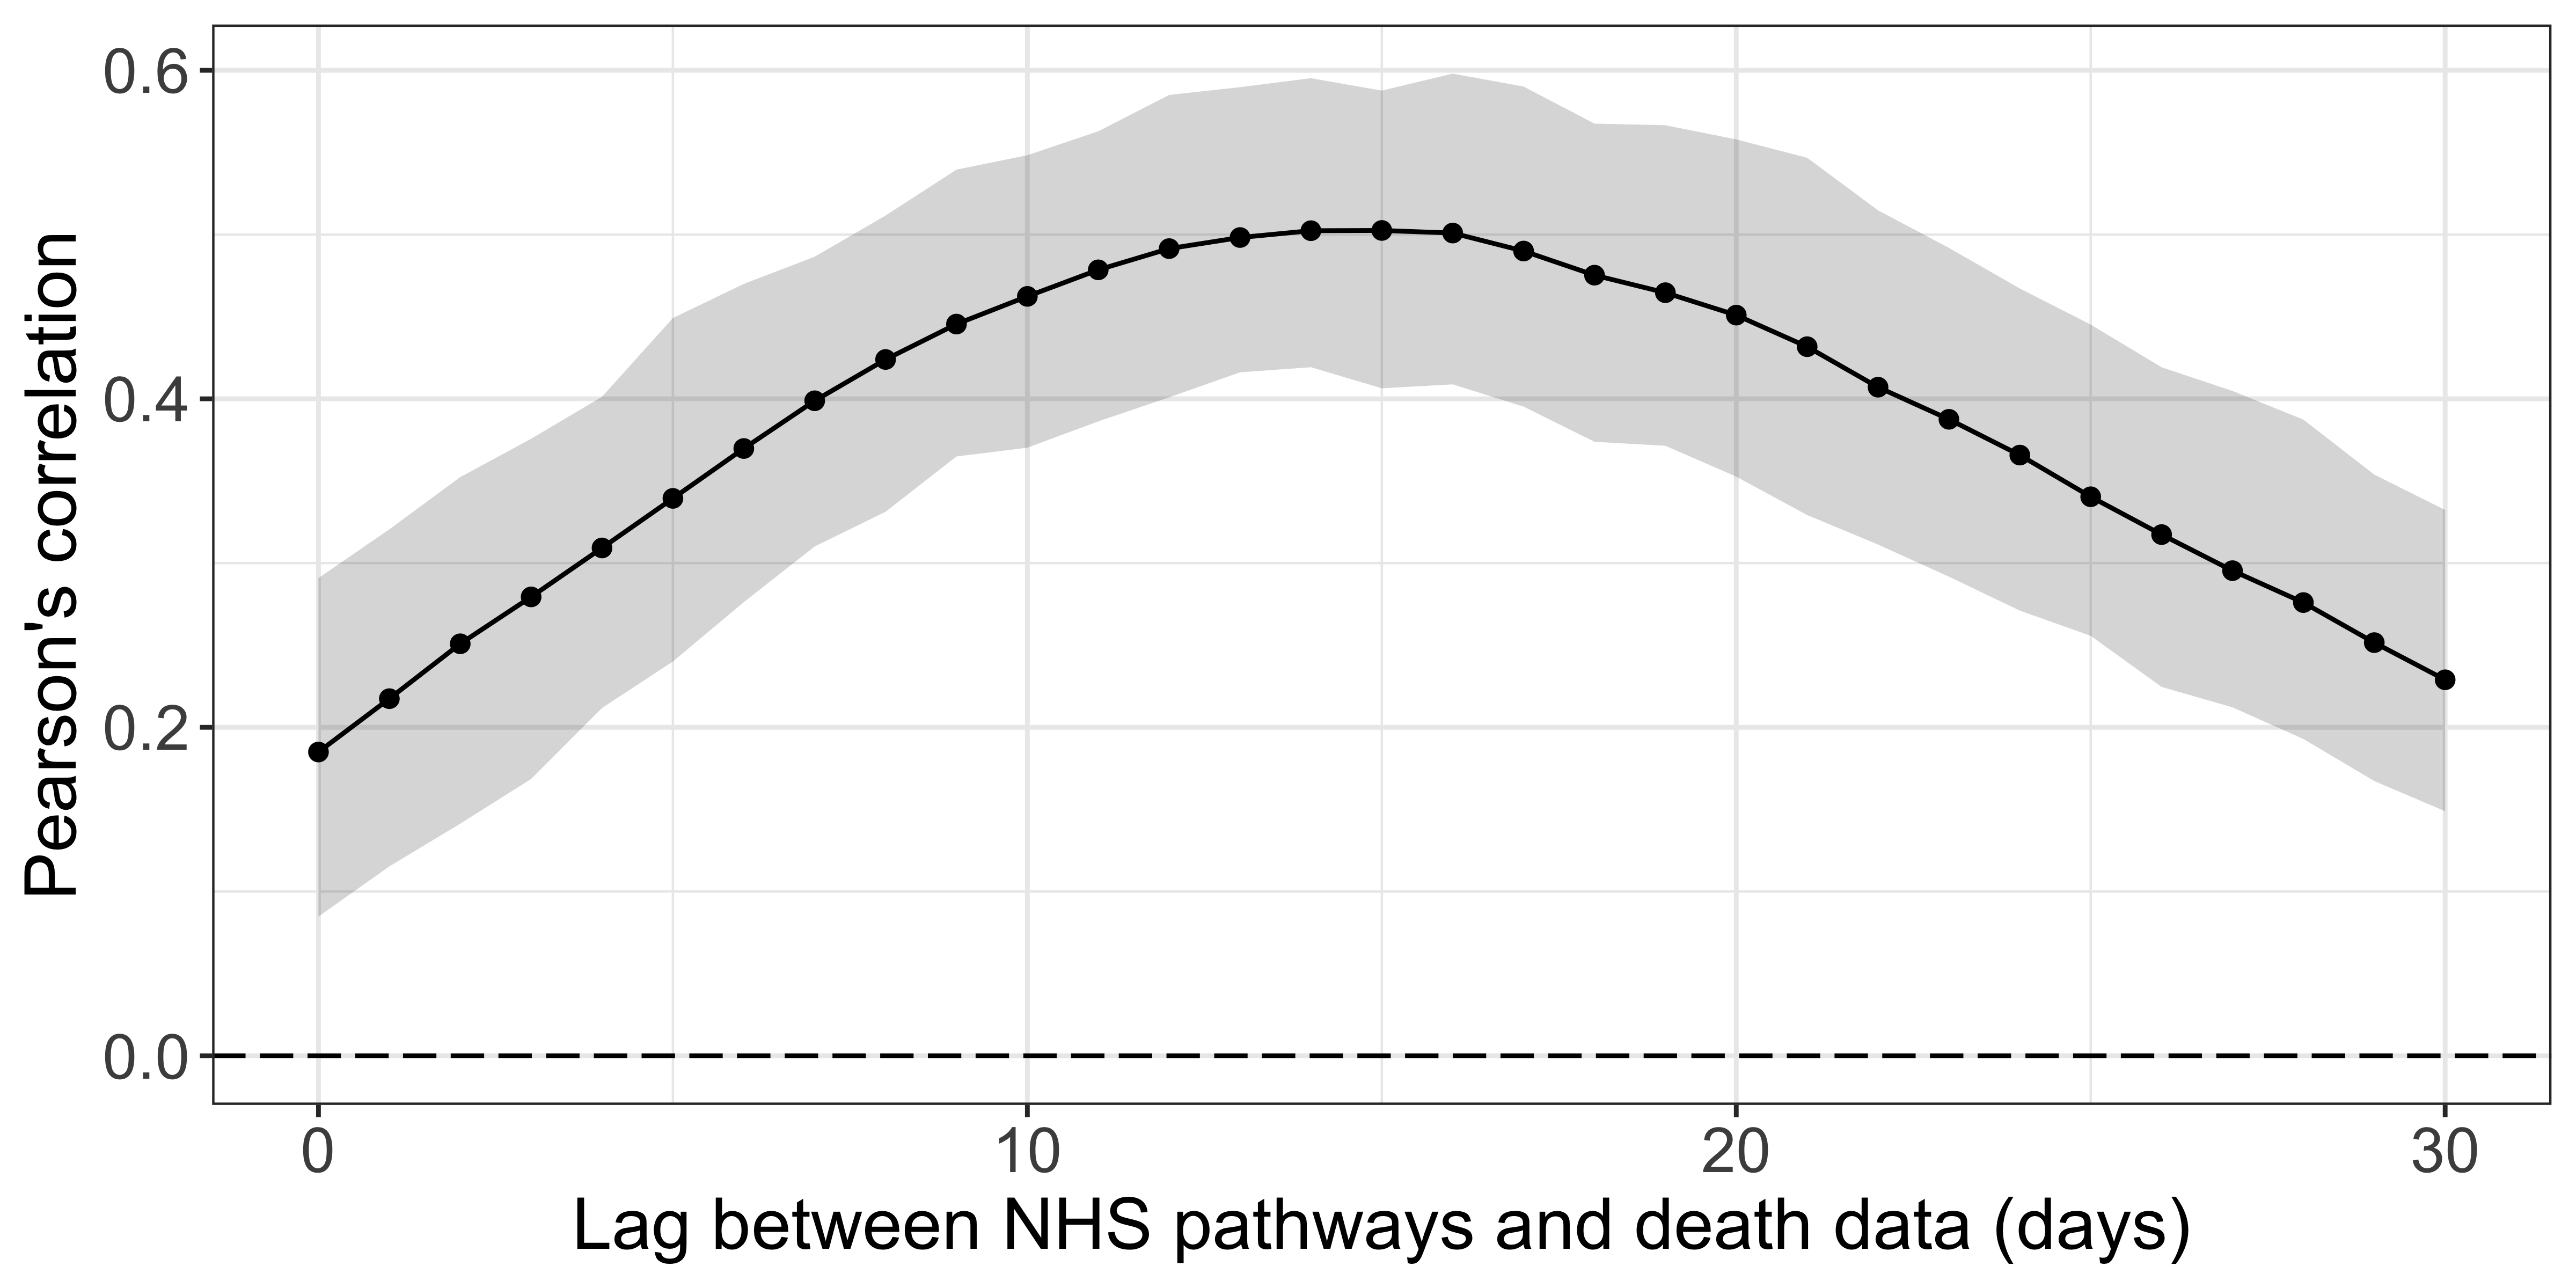 Pearson's correlation
0.6
0.4
0.2
0.0
0 10 20 30
Lag between NHS pathways and death data (days)